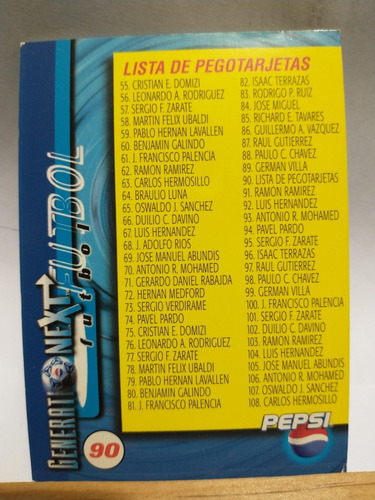 LISTA DE PEGOTARJETAS
55. CRISTIAN E. DOMIZI
56. LEONARDO A. RODRIGUEZ
57. SERGIO F. ZARATE
58. MARTIN FELIX UBALDI
59. PABLO HERNAN LAVALLEN
60. BENJAMIN GALINDO
61. J. FRANCISCO PALENCIA
62. RAMON RAMIREZ
63. CARLOS HERMOSILLO
64. BRAULIO LUNA
65. OSWALDO J. SANCHEZ
66. DUILIO C. DAVINO
67. LUIS HERNANDEZ
68. J. ADOLFO RIOS
69. JOSE MANUEL ABUNDIS
70. ANTONIO R. MOHAMED
71. GERARDO DANIEL RABAJDA
72. HERNAN MEDFORD
73. SERGIO VERDIRAME
74. PAVEL PARDO
75. CRISTIAN E. DOMIZI
76. LEONARDO A. RODRIGUEZ
77. SERGIO F. ZARATE
78. MARTIN FELIX UBALDI
79. PABLO HERNAN LAVALLEN
80. BENJAMIN GALINDO
81. J. FRANCISCO PALENCIA
82. ISAAC TERRAZAS
83. RODRIGO P. RUIZ
84. JOSE MIGUEL
85. RICHARD E. TAVARES
86. GUILLERMO A. VAZQUEZ
87. RAUL GUTIERREZ
88. PAULO C. CHAVEZ
89. GERMAN VILLA
90. LISTA DE PEGOTARJETAS
91. RAMON RAMIREZ
92. LUIS HERNANDEZ
93. ANTONIO R. MOHAMED
94. PAVEL PARDO
95. SERGIO F. ZARATE
96. ISAAC TERRAZAS
97. RAUL GUTIERREZ
98. PAULO C. CHAVEZ
99. GERMAN VILLA
100. J. FRANCISCO PALENCIA
101. SERGIO F. ZARATE
102. DUILIO C. DAVINO
103. RAMON RAMIREZ
104. LUIS HERNANDEZ
105. JOSE MANUEL ABUNDIS
106. ANTONIO R. MOHAMED
107. OSWALDO J. SANCHEZ
108. CARLOS HERMOSILLO
GENERATIONEXT
FUTBOL
futbol
90
PEPSI